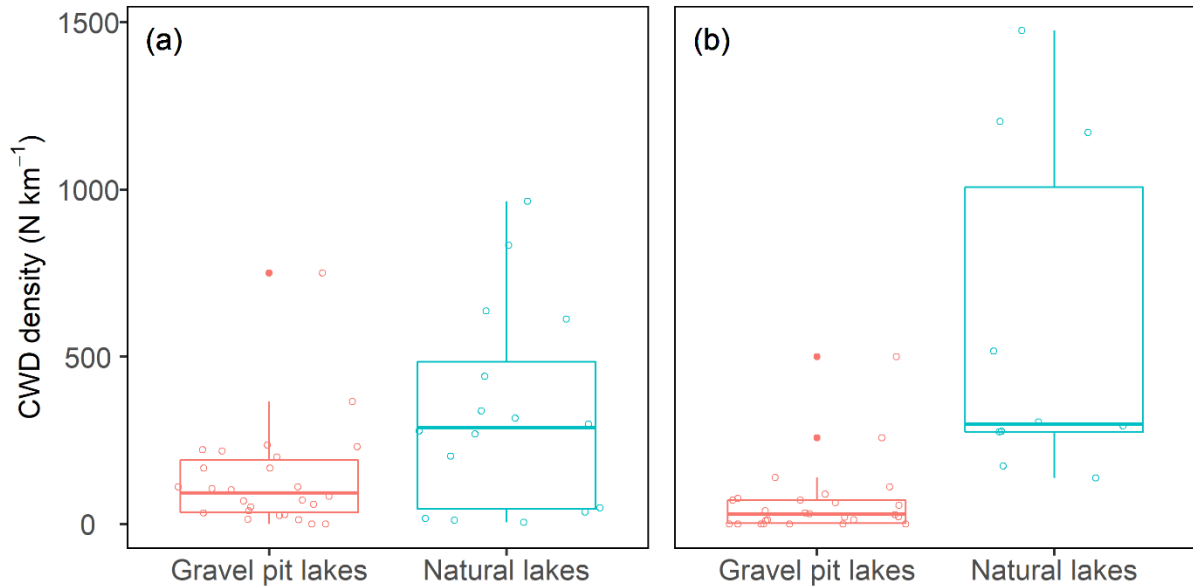 (a)
(b)
CWD density (N km⁻¹)
1500
1000
500
0
Gravel pit lakes
Natural lakes
Gravel pit lakes
Natural lakes